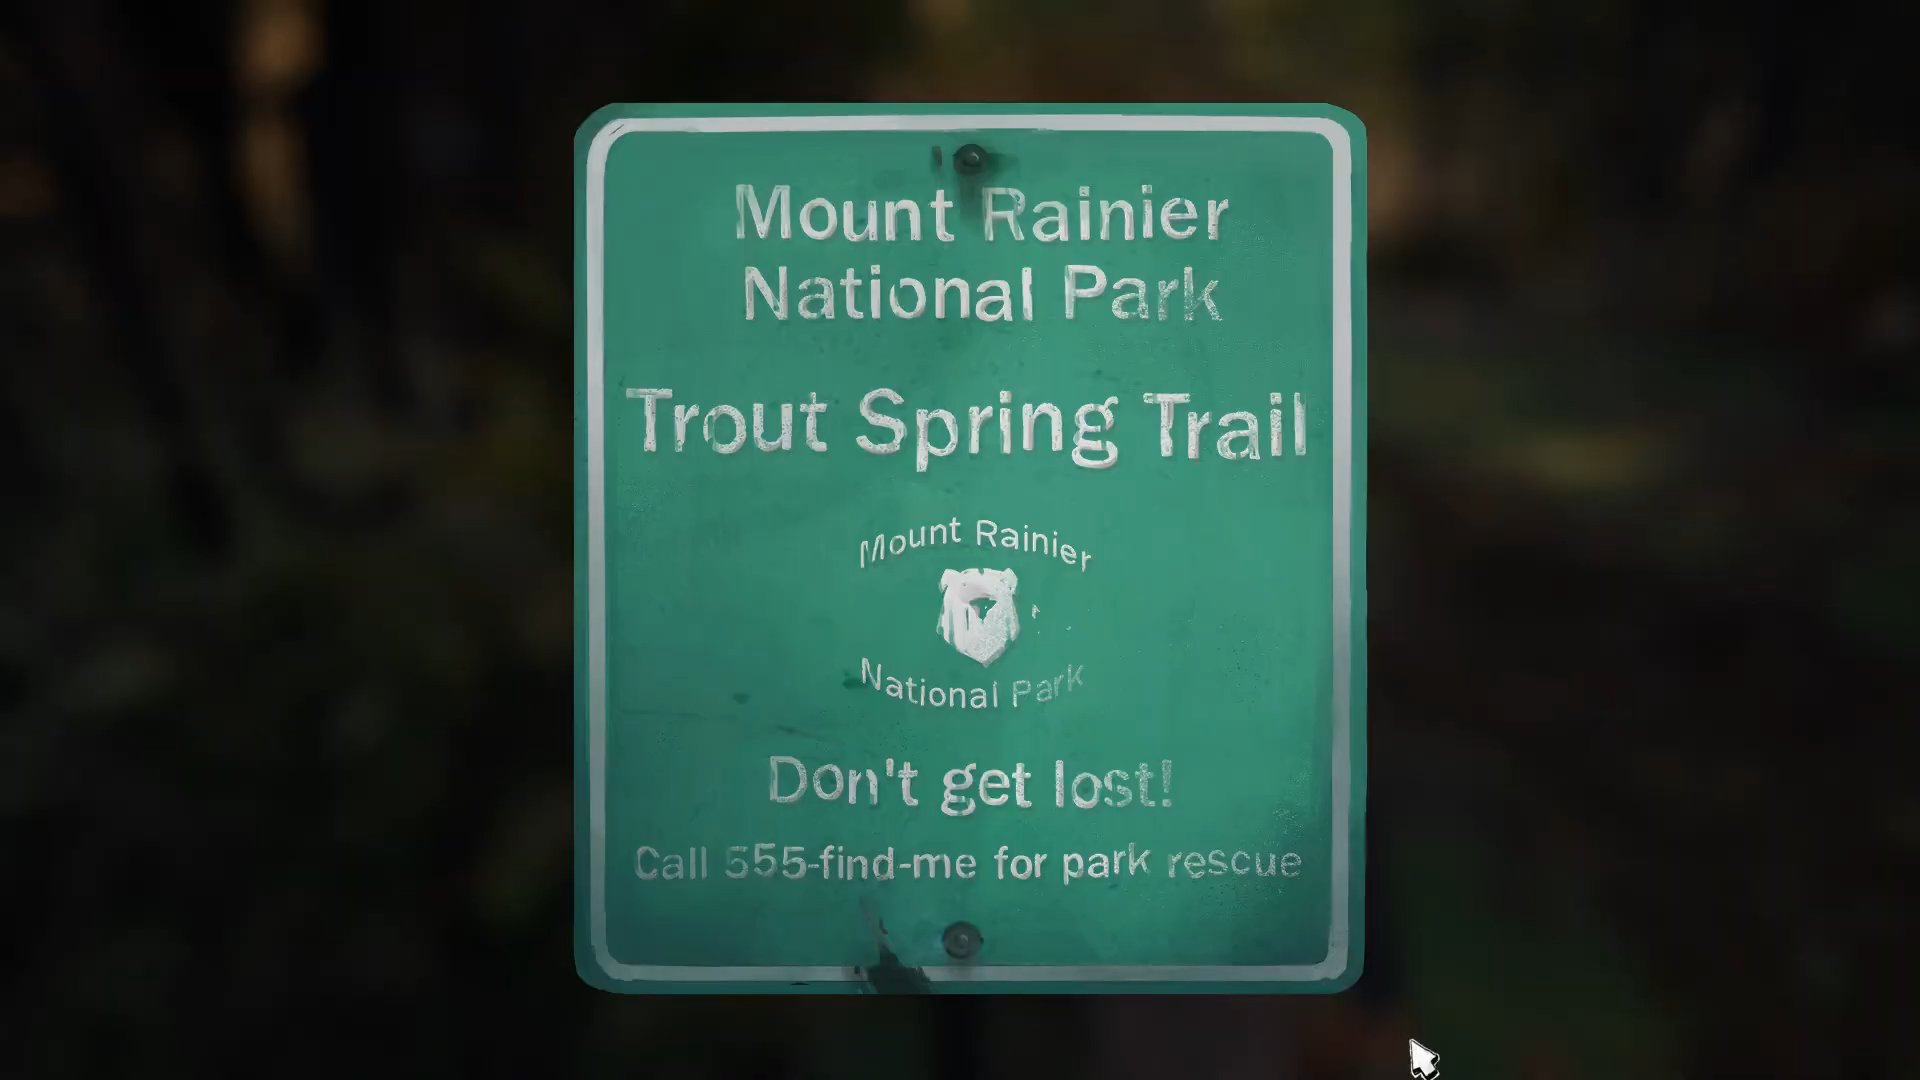 Mount Rainier
National Park
Trout Spring Trail
Mount Rainier
National Park
Don't get lost!
Call 555-find-me for park rescue